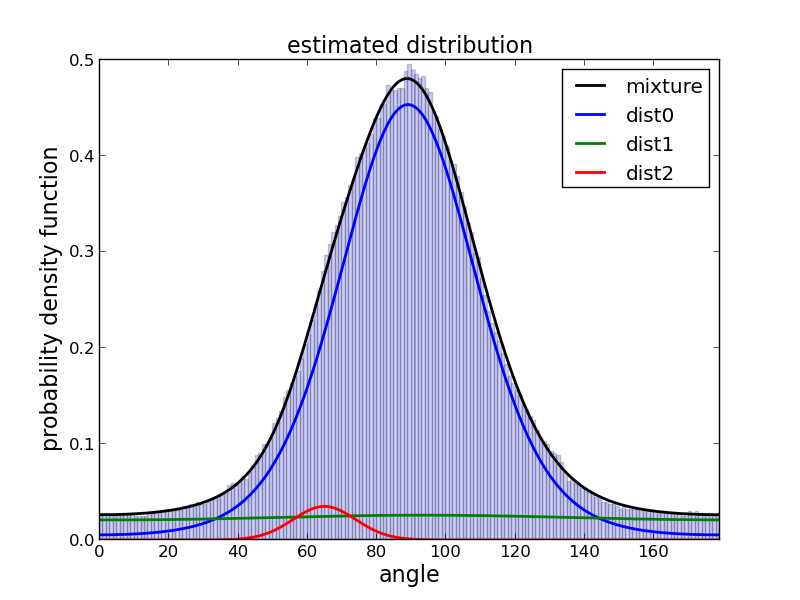 estimated distribution
probability density function
0.5
0.4
0.3
0.2
0.1
0.0
mixture
dist0
dist1
dist2
0 20 40 60 80 100 120 140 160
angle